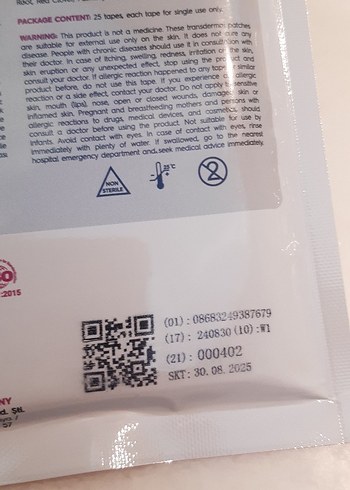 PACKAGE CONTENT: 25 tapes, each tape for single use only.
WARNING: This product is not a medicine. These transdermal patches
are suitable for external use only on the skin. It does not cure any
disease. People with chronic diseases should use it in consultation with
their doctor. In case of itching, swelling, redness, irritation on the skin,
skin eruption or any unexpected effect, stop using the product and
consult your doctor. If allergic reaction happened to any tape similar
product before, do not use this tape. If you experience an allergic
reaction or a side effect, contact your doctor. Do not apply to sensitive
skin, mouth (lips), nose, open or closed wounds, damaged skin or
inflamed skin. Pregnant and breastfeeding mothers and persons with
allergic reactions to drugs, medical devices, and cosmetics, should
consult a doctor before using the product. Not suitable for use by
infants. Avoid contact with eyes. In case of contact with eyes, rinse
immediately with plenty of water. If swallowed, go to the nearest
hospital emergency department and seek medical advice immediately.
NON
STERILE
25°C
2
:2015
(01) : 08683249387679
(17) : 240830 (10) : W1
(21) : 000402
SKT: 30. 08. 2025
NY
d. Şti.
57